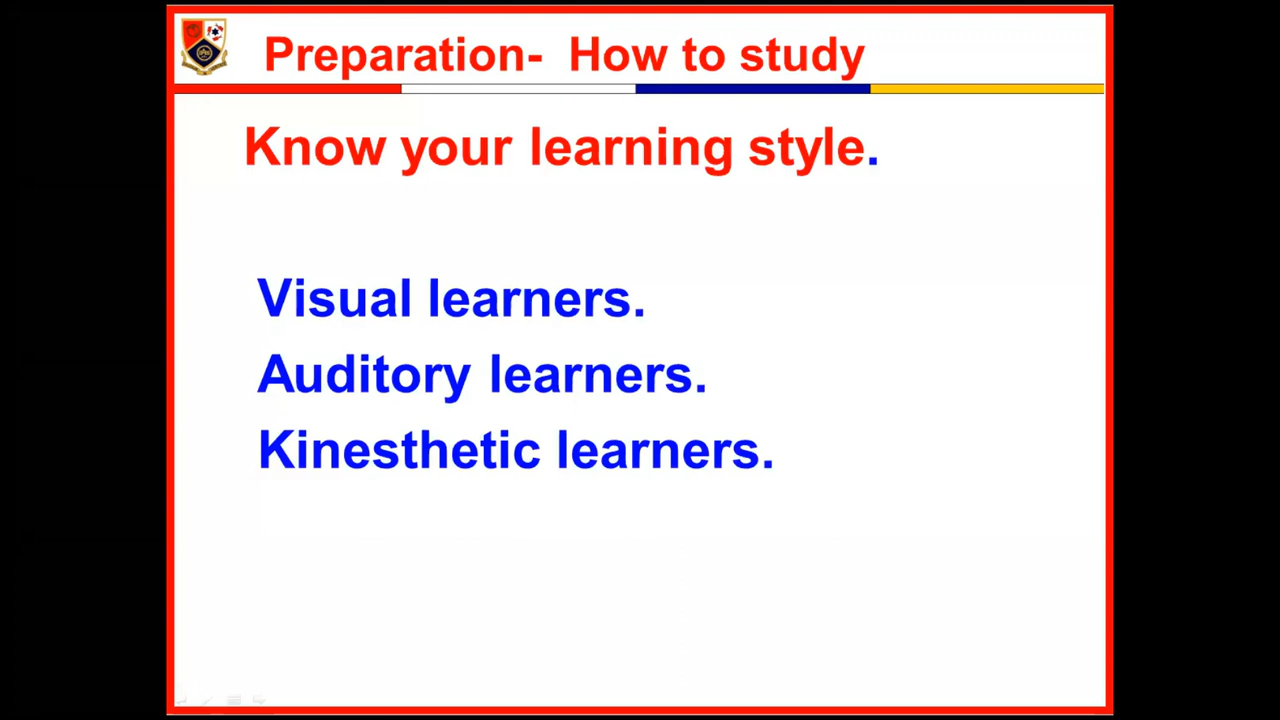 Preparation- How to study
Know your learning style.
Visual learners.
Auditory learners.
Kinesthetic learners.